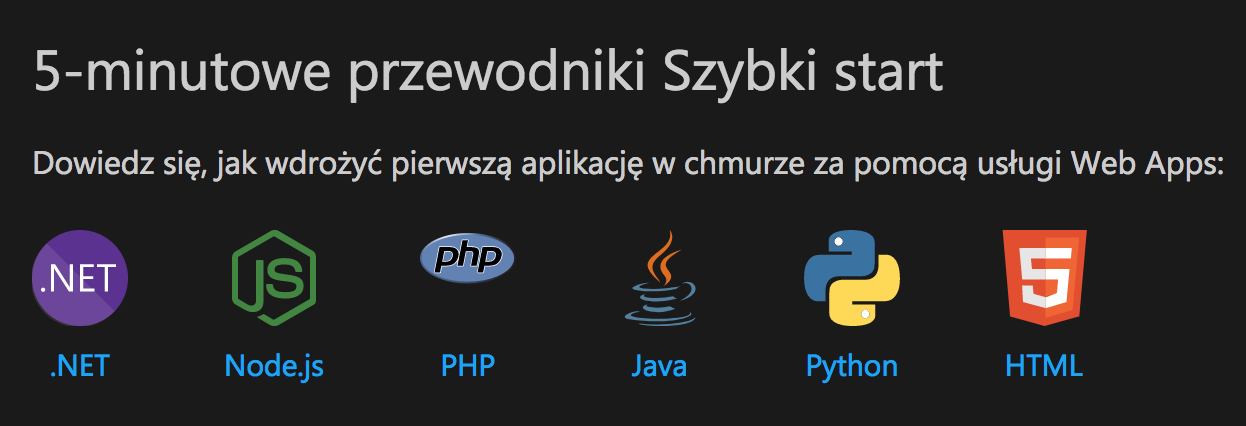 5-minutowe przewodniki Szybki start
Dowiedz się, jak wdrożyć pierwszą aplikację w chmurze za pomocą usługi Web Apps:
.NET JS php 5
.NET Node.js PHP Java Python HTML